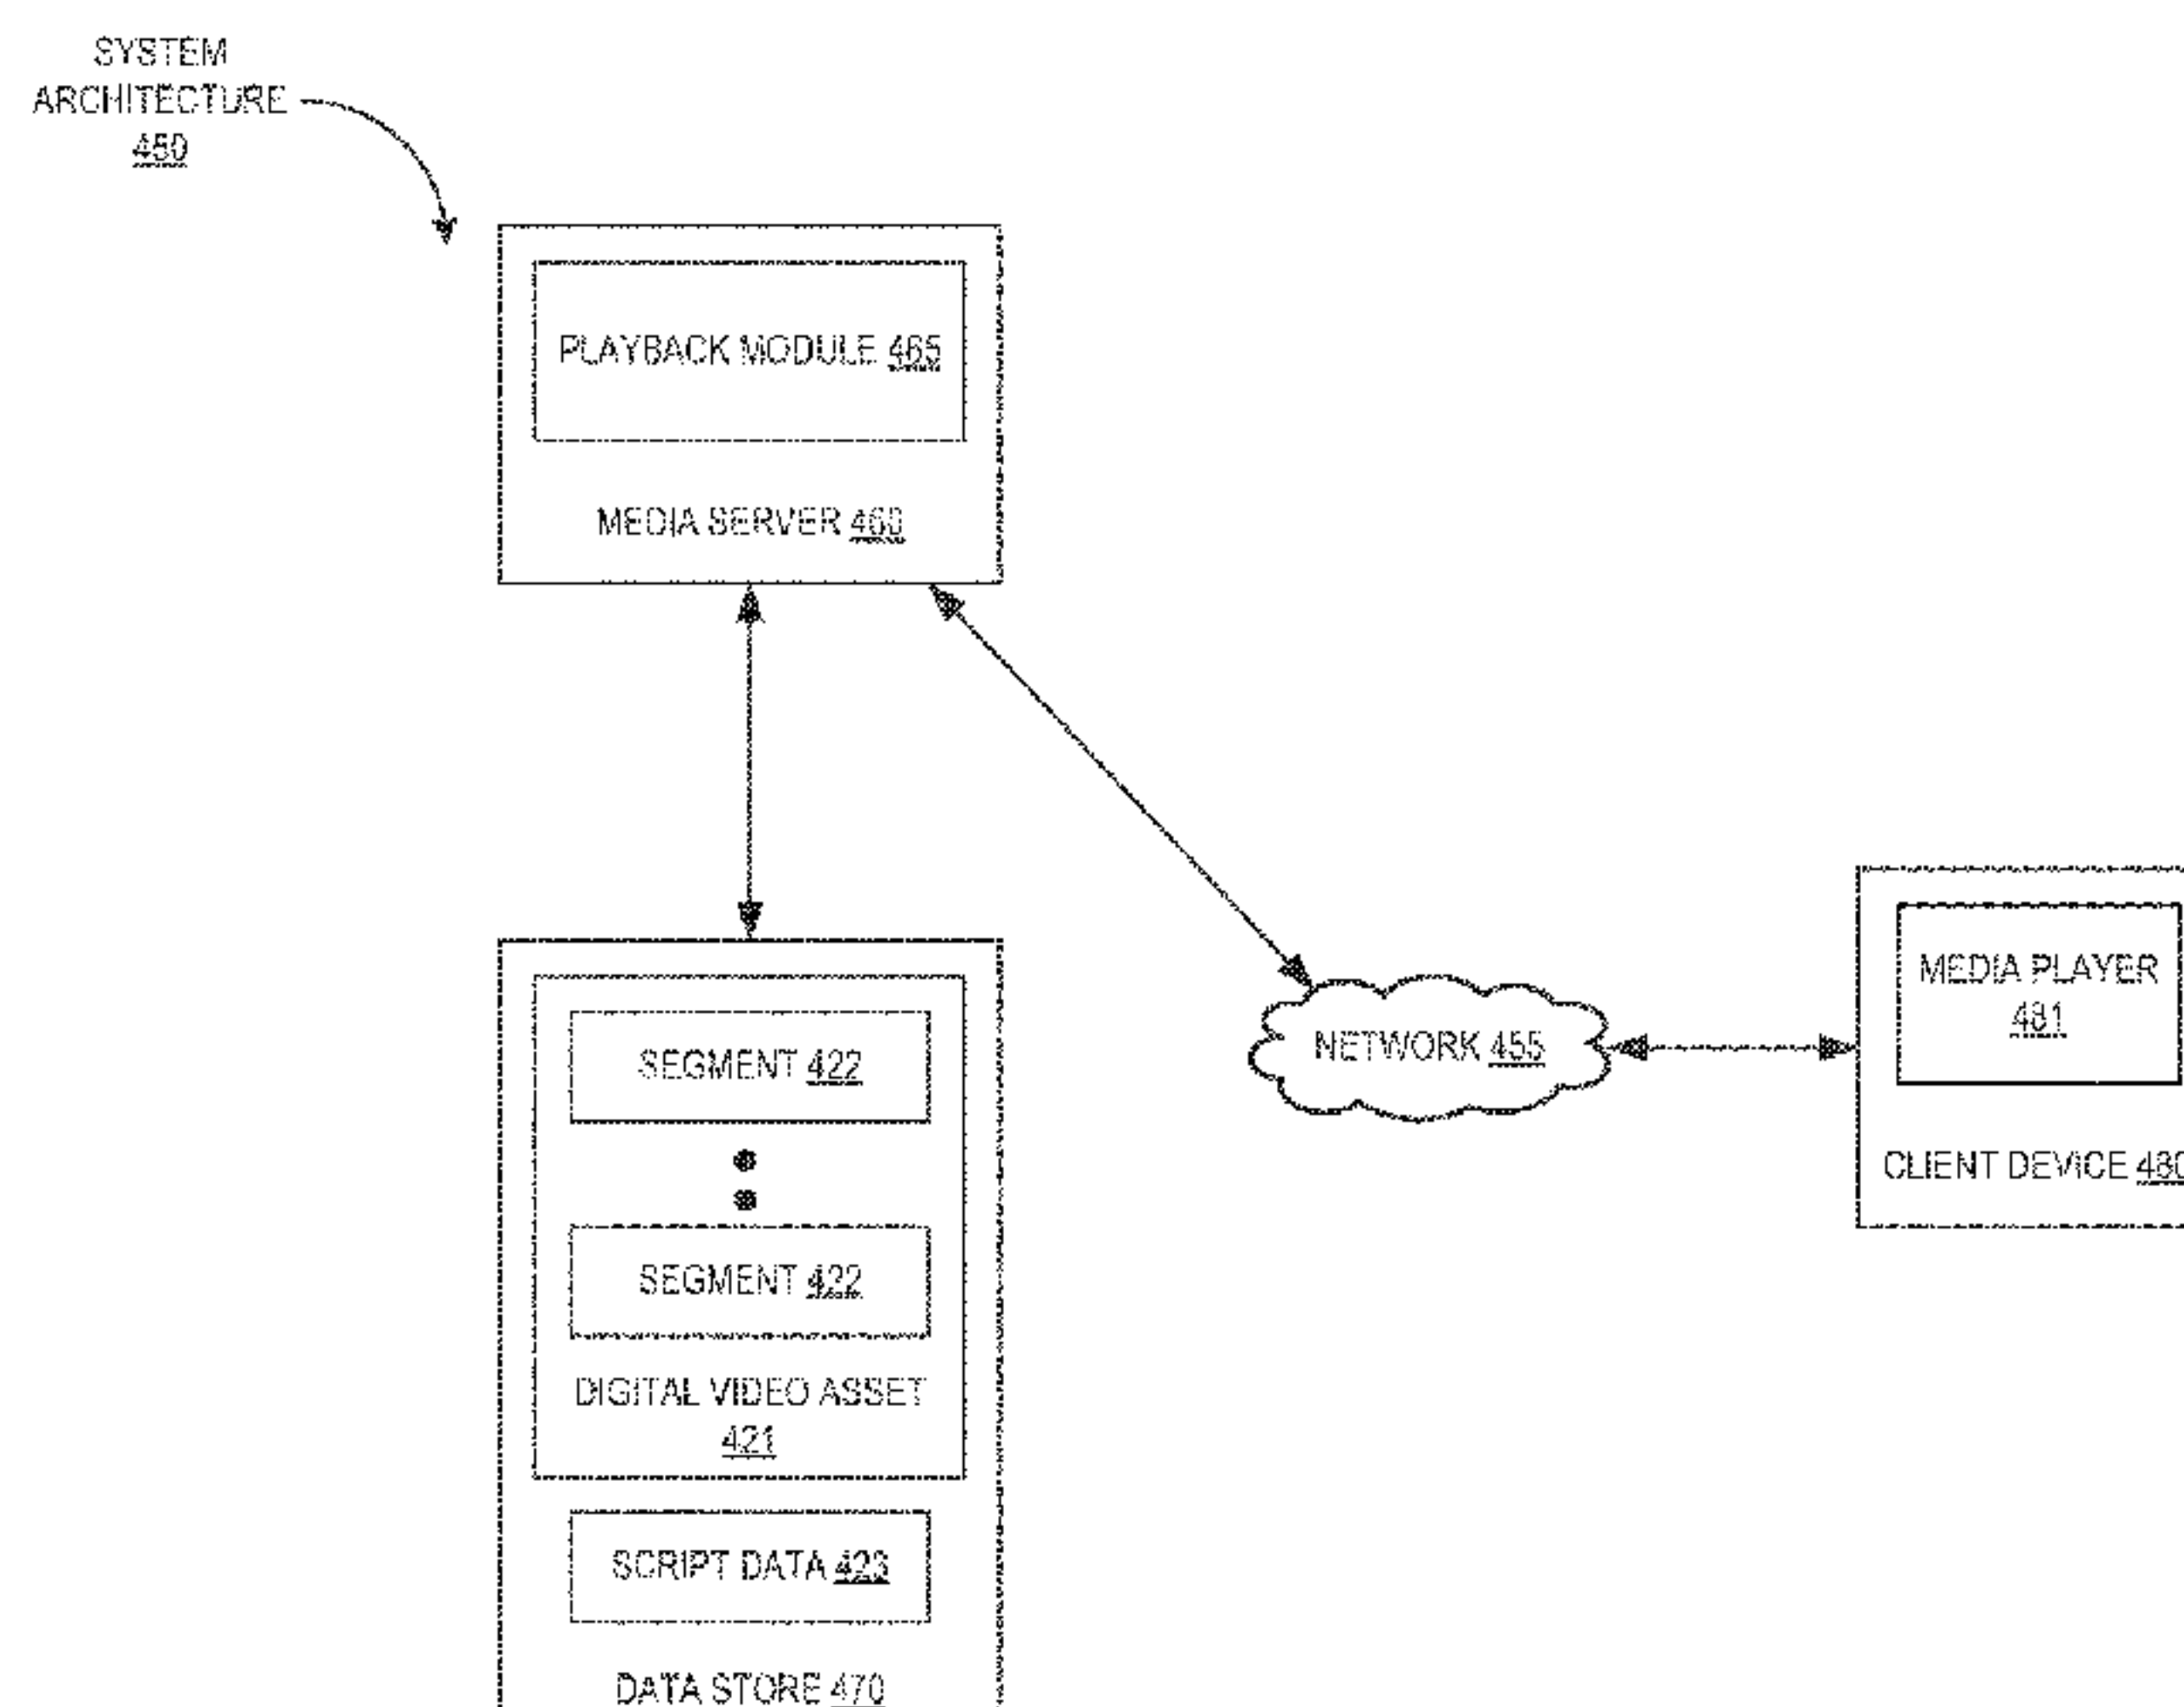 SYSTEM
ARCHITECTURE
450
PLAYBACK MODULE 465
MEDIA SERVER 460
SEGMENT 422
SEGMENT 422
DIGITAL VIDEO ASSET
421
SCRIPT DATA 423
DATA STORE 470
NETWORK 455
MEDIA PLAYER
481
CLIENT DEVICE 480